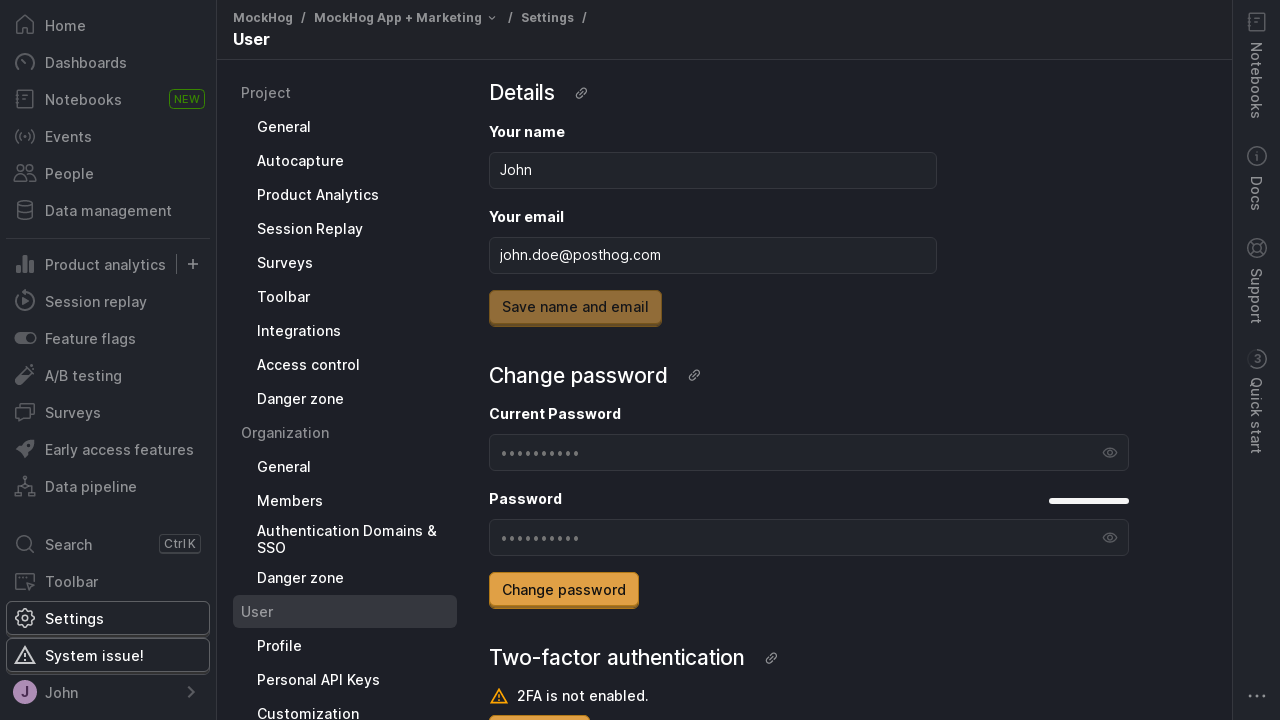 Home
Dashboards
Notebooks NEW
Events
People
Data management
Product analytics
Session replay
Feature flags
A/B testing
Surveys
Early access features
Data pipeline
Search Ctrl K
Toolbar
Settings
System issue!
J John
MockHog / MockHog App + Marketing / Settings /
User
Project
General
Autocapture
Product Analytics
Session Replay
Surveys
Toolbar
Integrations
Access control
Danger zone
Organization
General
Members
Authentication Domains &
SSO
Danger zone
User
Profile
Personal API Keys
Customization
Details
Your name
John
Your email
john.doe@posthog.com
Save name and email
Change password
Current Password
••••••••••
Password
••••••••••
Change password
Two-factor authentication
2FA is not enabled.
Notebooks
Docs
Support
3 Quick start